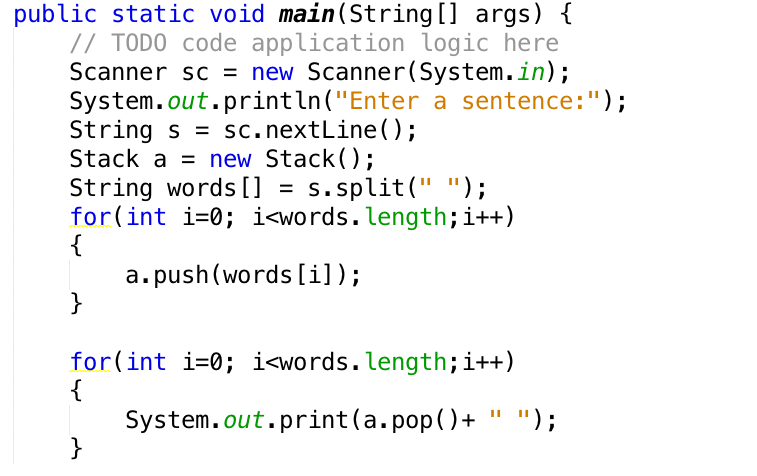 public static void main(String[] args) {
// TODO code application logic here
Scanner sc = new Scanner(System.in);
System.out.println("Enter a sentence:");
String s = sc.nextLine();
Stack a = new Stack();
String words[] = s.split(" ");
for(int i=0; i<words.length;i++)
{
a.push(words[i]);
}
for(int i=0; i<words.length;i++)
{
System.out.print(a.pop()+ " ");
}